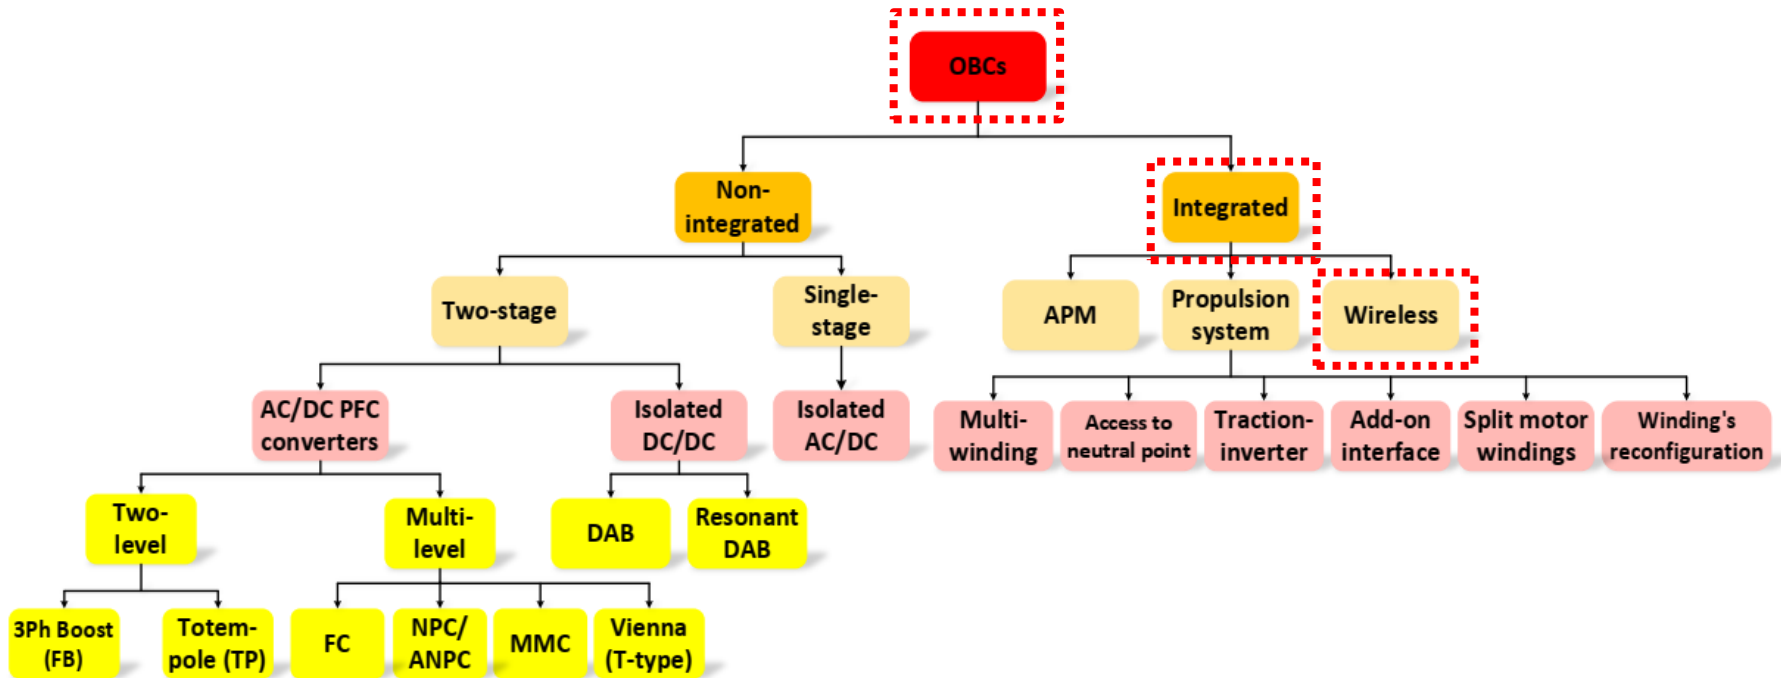 OBCs
Non-
integrated
Integrated
Two-stage
Single-
stage
APM
Propulsion
system
Wireless
AC/DC PFC
converters
Isolated
DC/DC
Isolated
AC/DC
Multi-
winding
Access to
neutral point
Traction-
inverter
Add-on
interface
Split motor
windings
Winding's
reconfiguration
Two-
level
Multi-
level
DAB
Resonant
DAB
3Ph Boost
(FB)
Totem-
pole (TP)
FC
NPC/
ANPC
MMC
Vienna
(T-type)